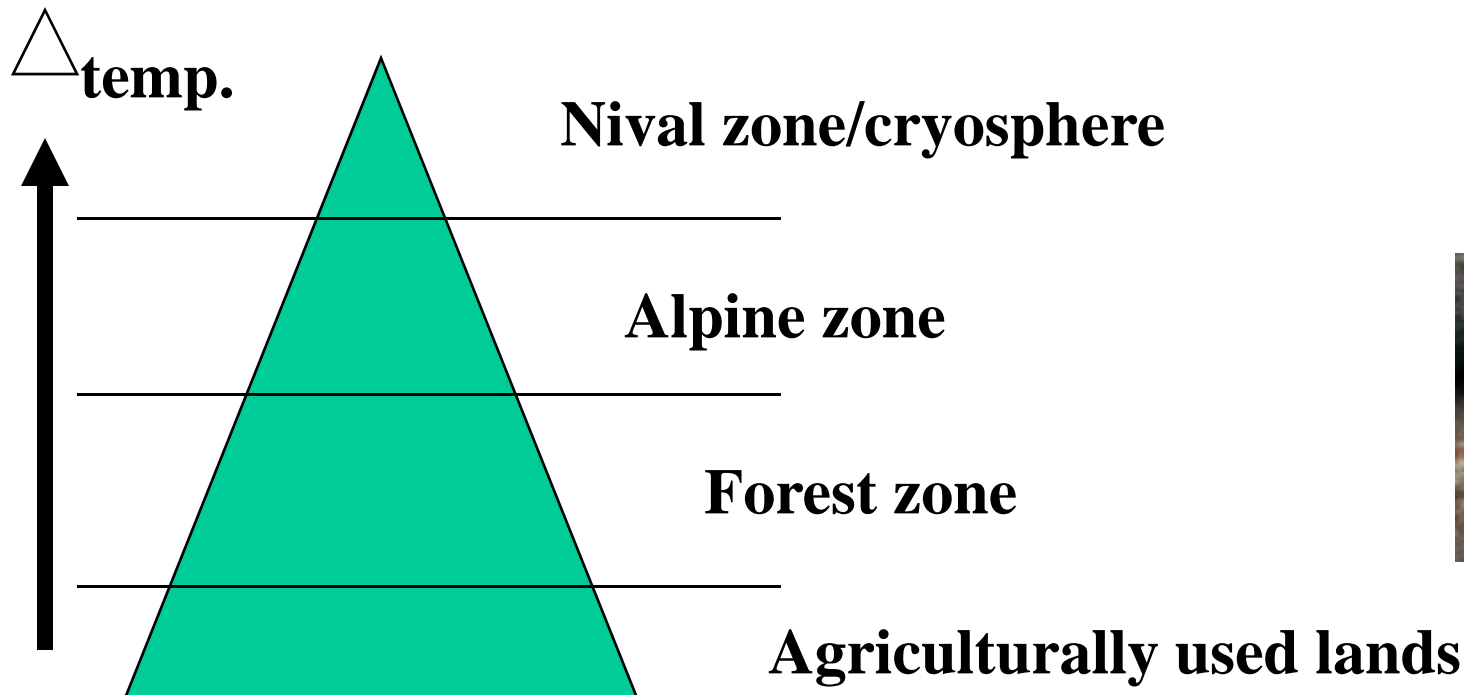 △temp.
Nival zone/cryosphere
Alpine zone
Forest zone
Agriculturally used lands